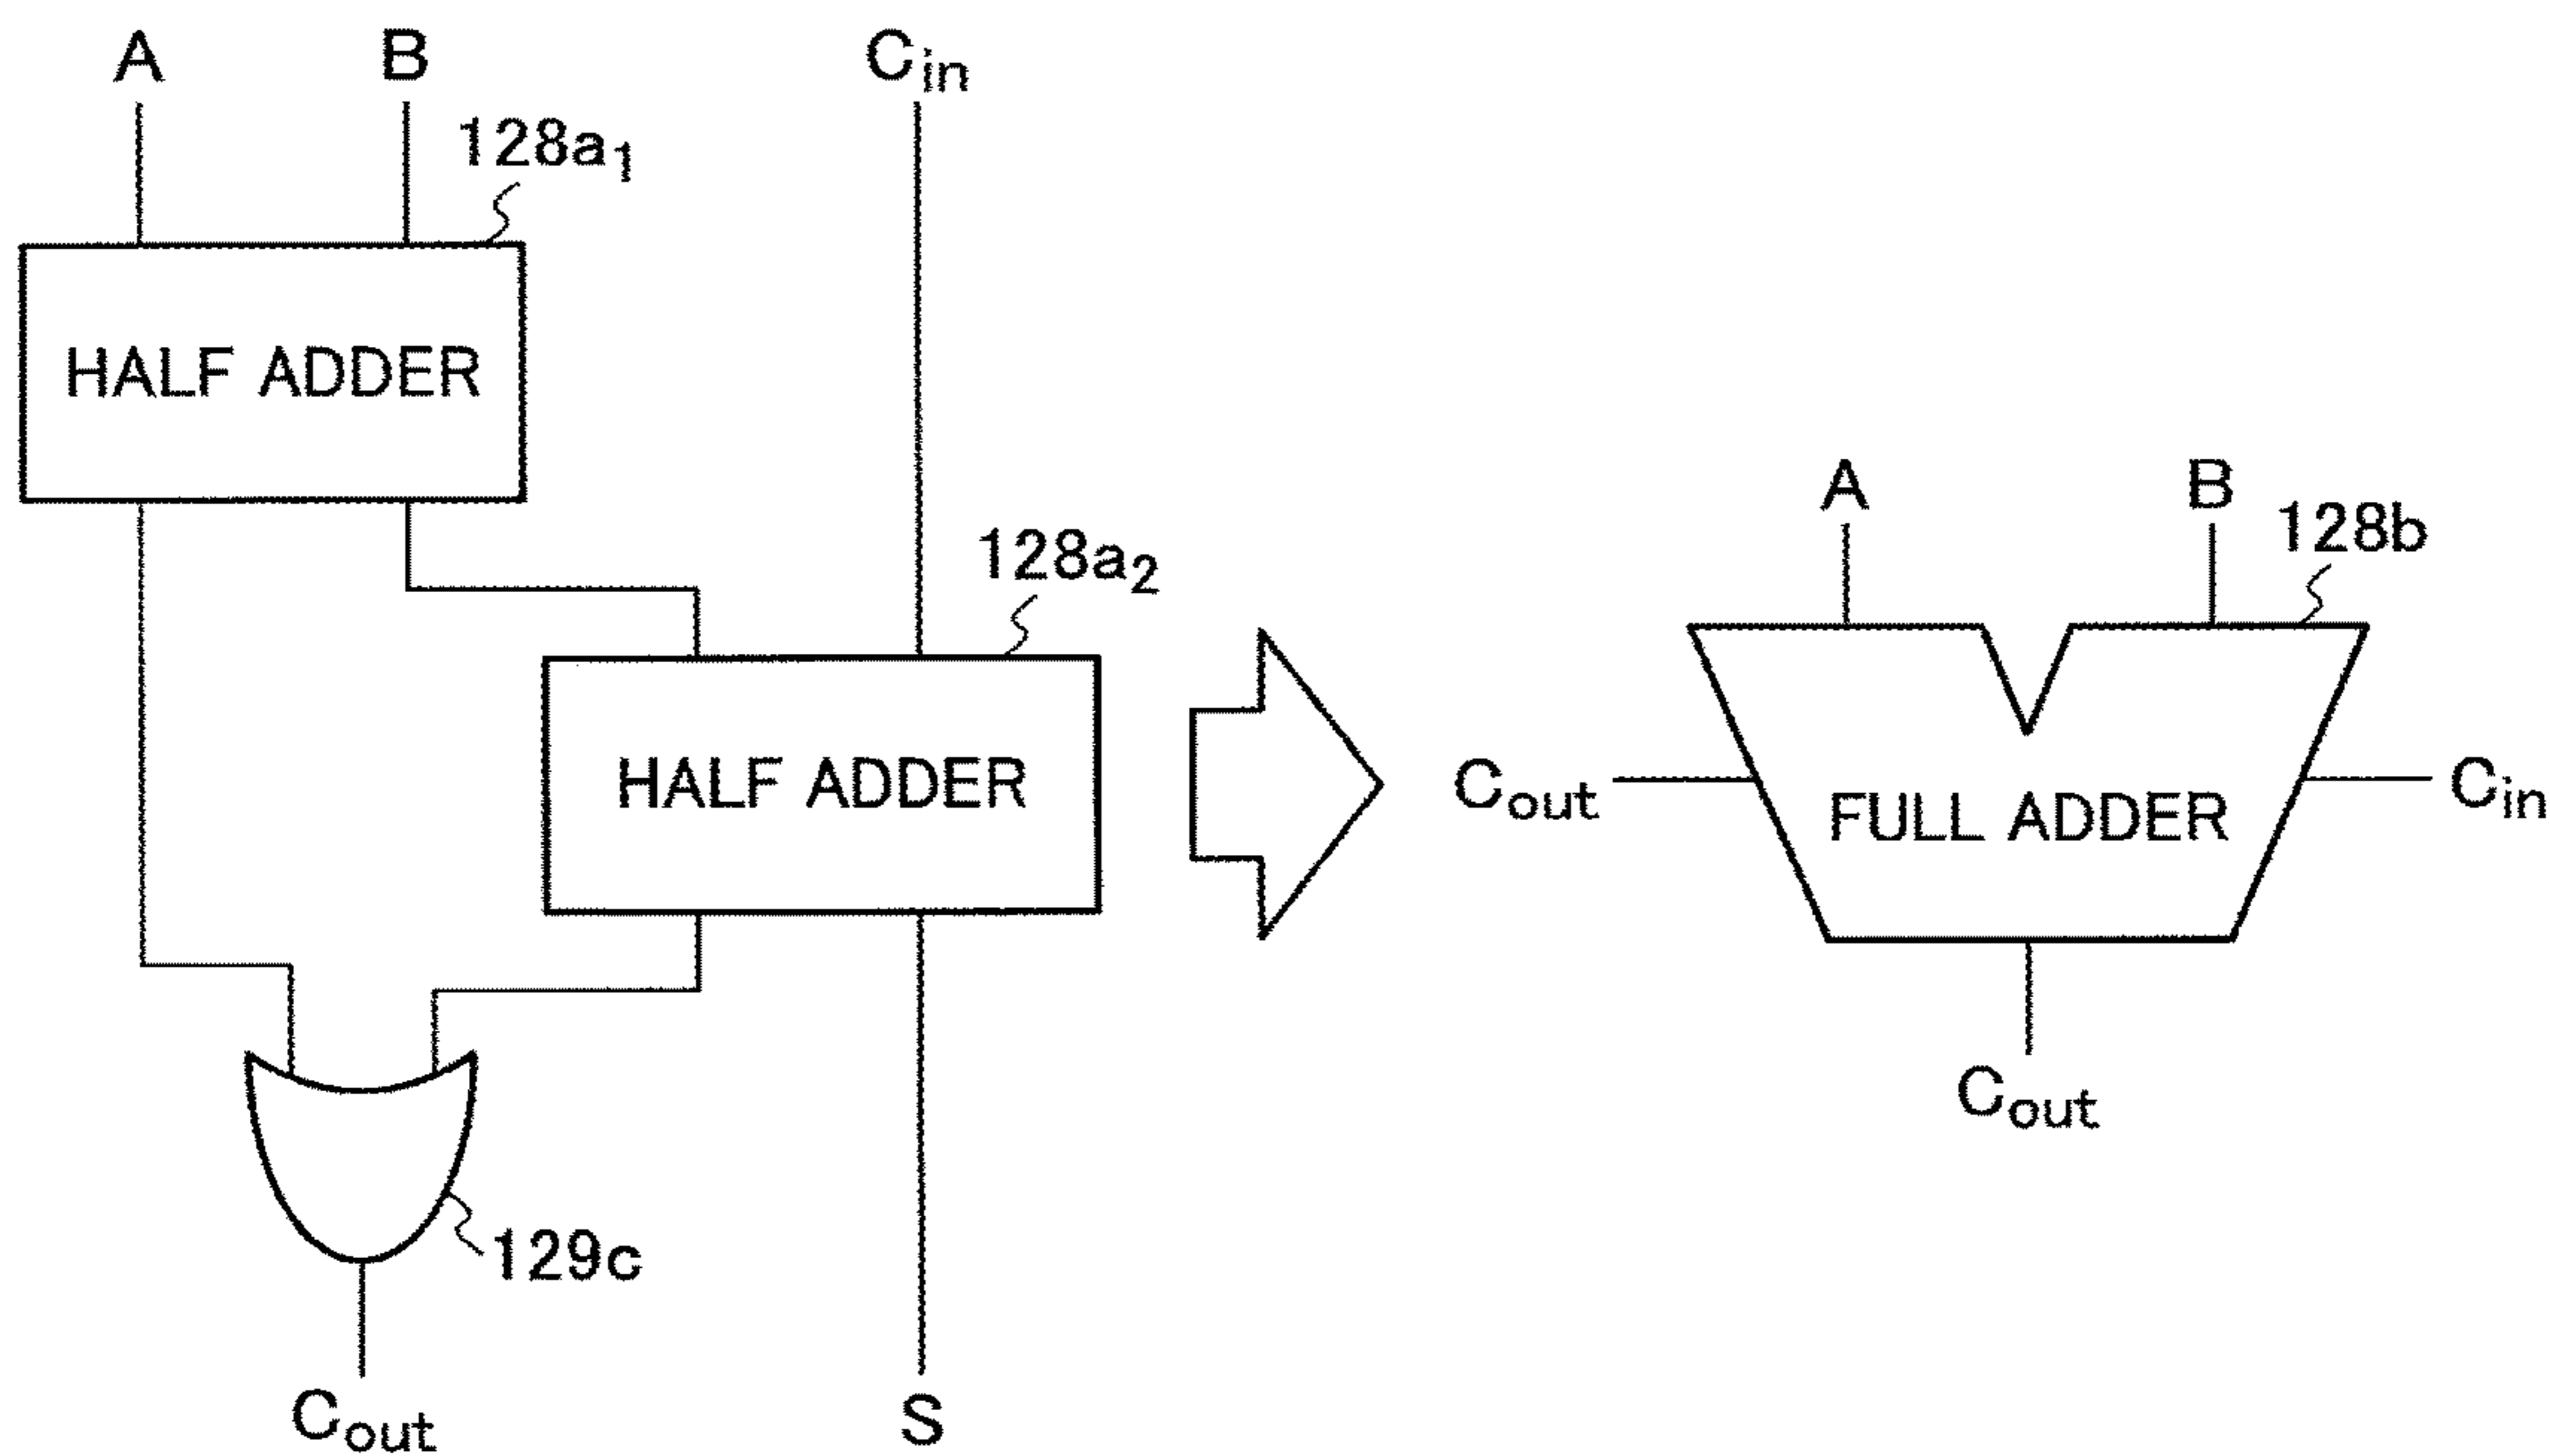 A
B
Cin
128a1
HALF ADDER
128a2
HALF ADDER
129c
Cout
S
A
B
128b
Cout
FULL ADDER
Cin
Cout